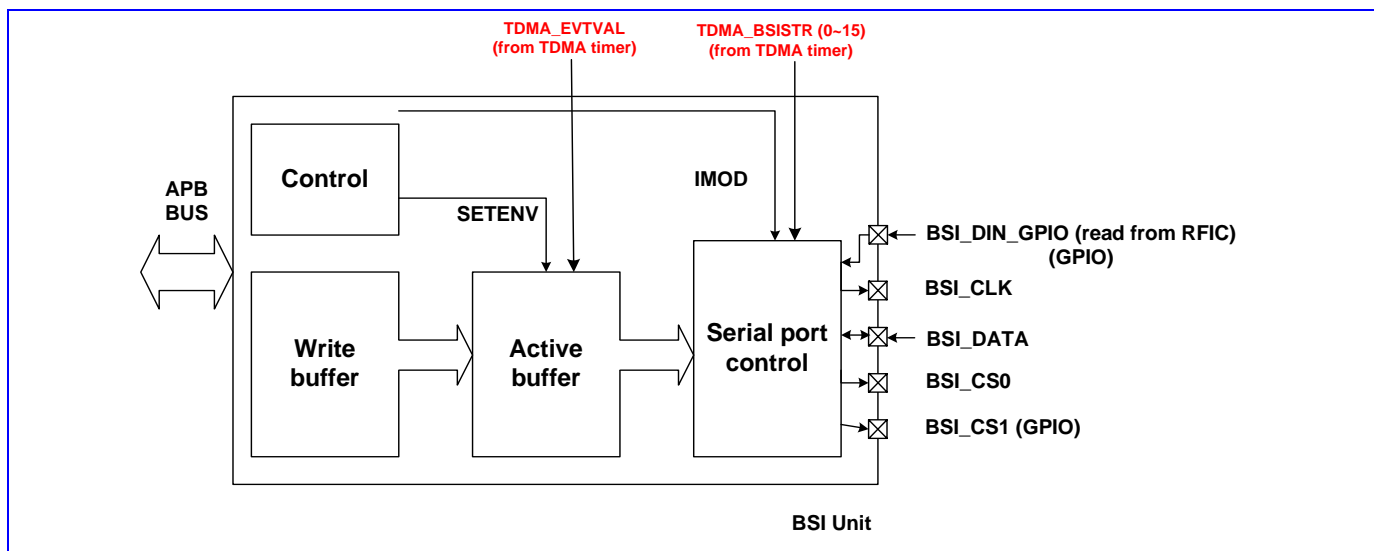 TDMA_EVTVAL
(from TDMA timer)
TDMA_BSISTR (0~15)
(from TDMA timer)
Control
APB
BUS
SETENV
IMOD
Write
buffer
Active
buffer
Serial port
control
BSI_DIN_GPIO (read from RFIC)
(GPIO)
BSI_CLK
BSI_DATA
BSI_CS0
BSI_CS1 (GPIO)
BSI Unit